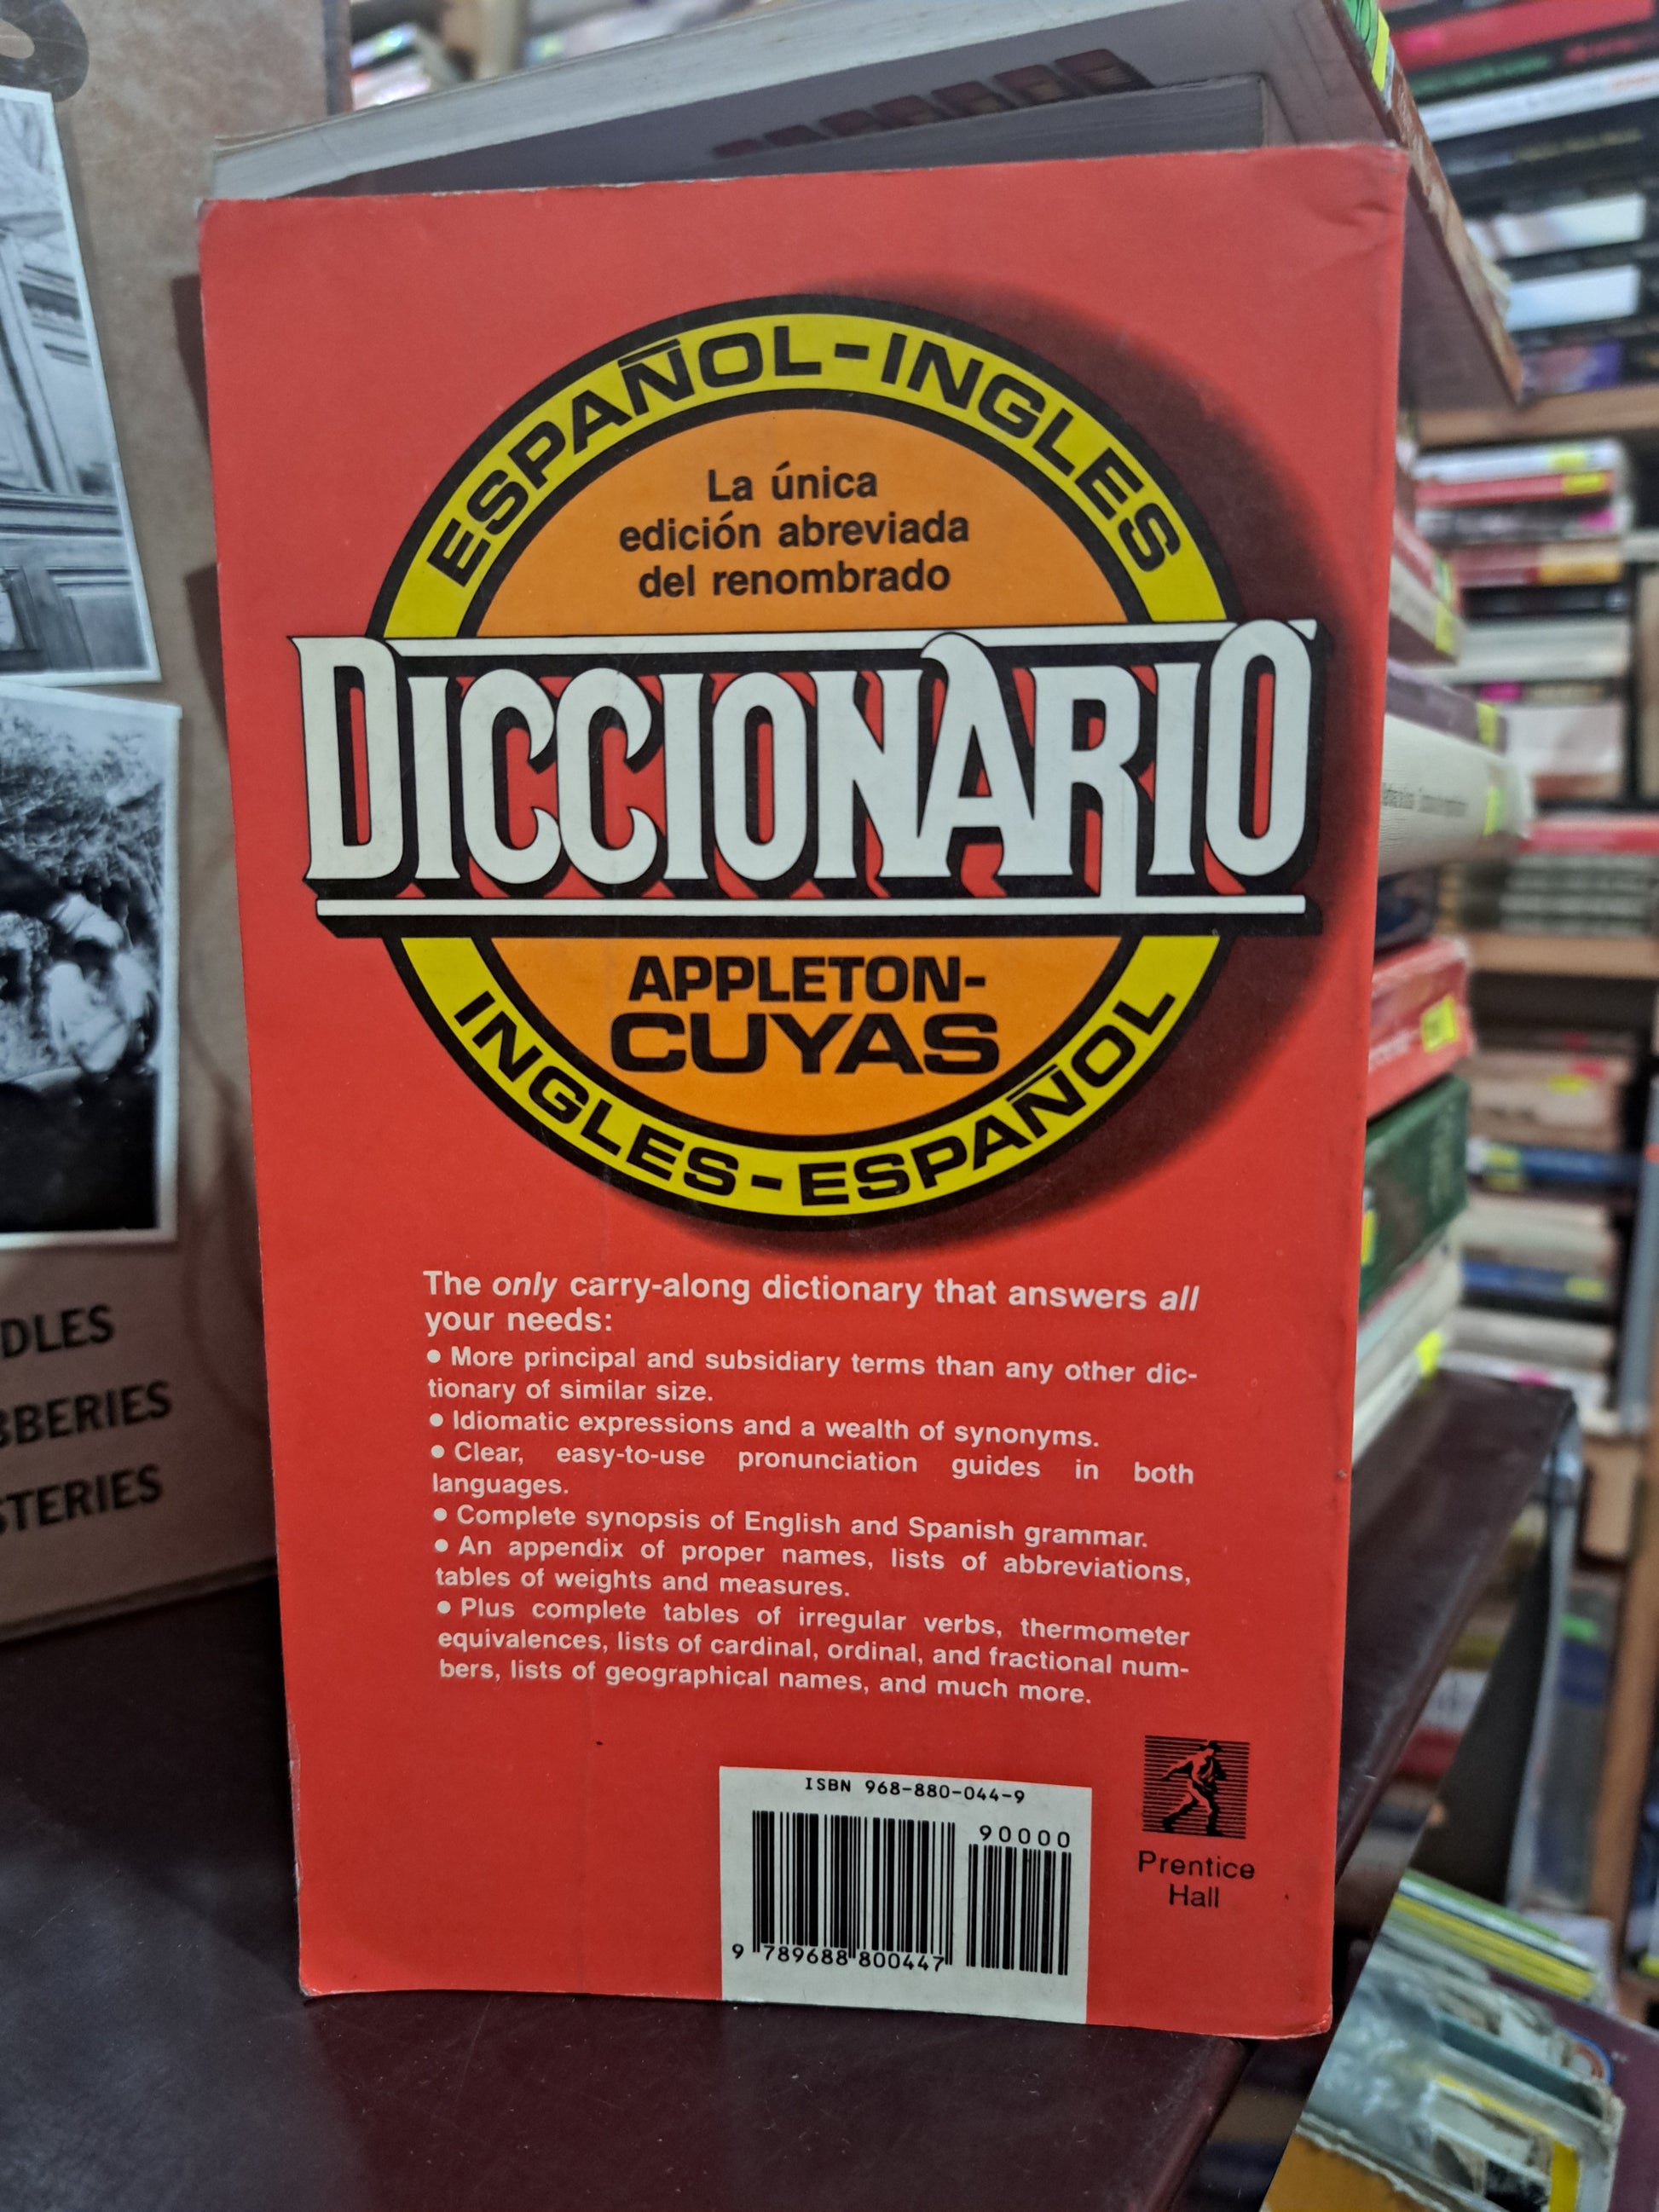 ESPAÑOL-INGLES
La única
edición abreviada
del renombrado
DICCIONARIO
APPLETON-
CUYAS
INGLES-ESPAÑOL
The only carry-along dictionary that answers all
your needs:
● More principal and subsidiary terms than any other dic-
tionary of similar size.
● Idiomatic expressions and a wealth of synonyms.
● Clear, easy-to-use pronunciation guides in both
languages.
● Complete synopsis of English and Spanish grammar.
● An appendix of proper names, lists of abbreviations,
tables of weights and measures.
● Plus complete tables of irregular verbs, thermometer
equivalences, lists of cardinal, ordinal, and fractional num-
bers, lists of geographical names, and much more.
ISBN 968-880-044-9
90000
9 789688 800447
Prentice
Hall
DLES
BBERIES
STERIES